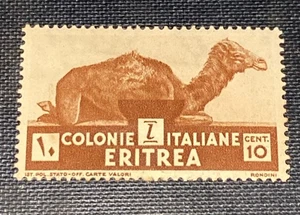 COLONIE ITALIANE CENT.
١٠ ERITREA 10
IST. POL. STATO-OFF. CARTE VALORI RONDINI